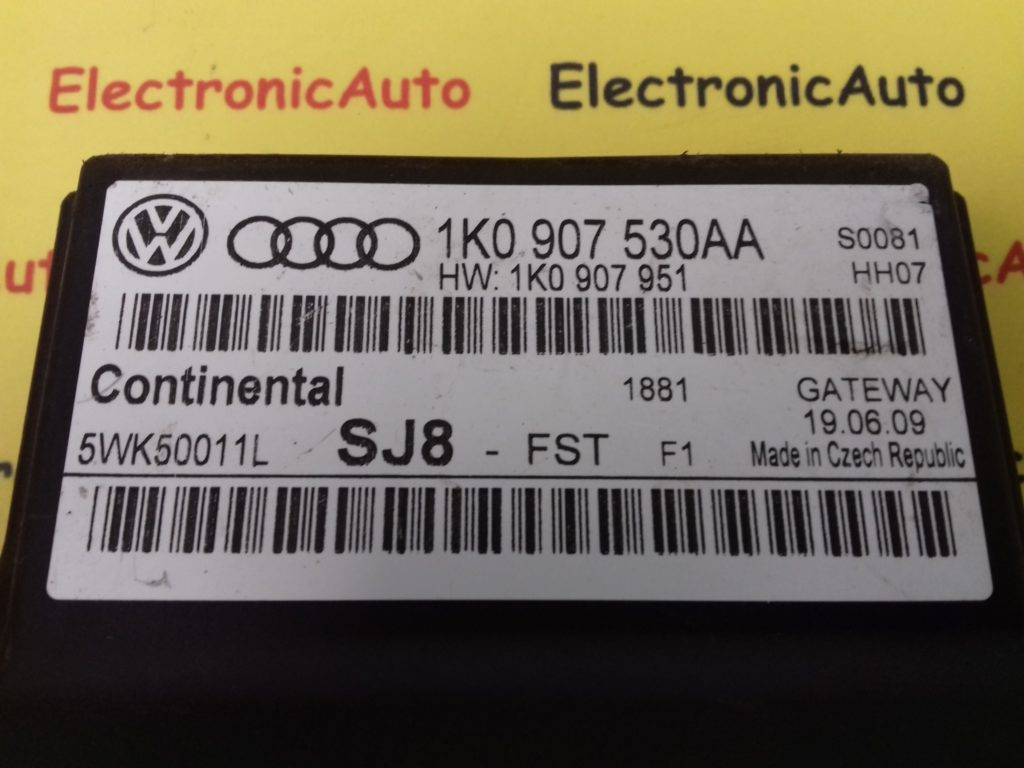 ElectronicAuto ElectronicAuto
1K0 907 530AA S0081
HW: 1K0 907 951 HH07
Continental 1881 GATEWAY
19.06.09
5WK50011L SJ8 - FST F1 Made in Czech Republic